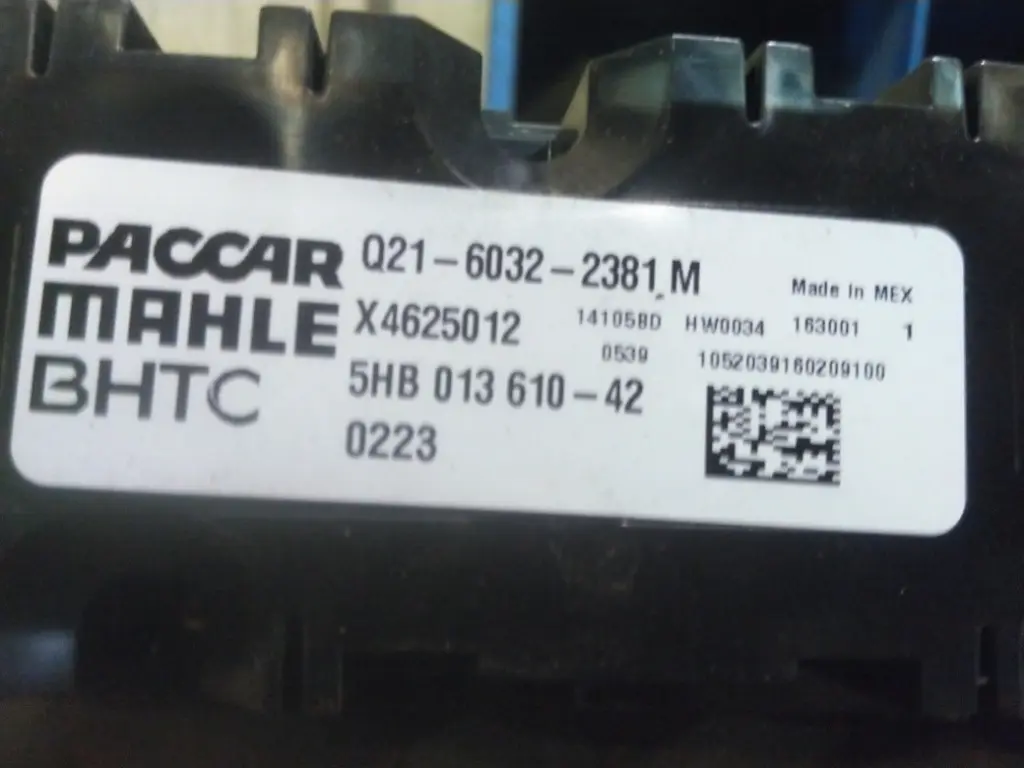 PACCAR Q21-6032-2381 M
Made In MEX
MAHLE X4625012 141058D HW0034 163001 1
0539 1052039160209100
BHTC 5HB 013 610-42
0223